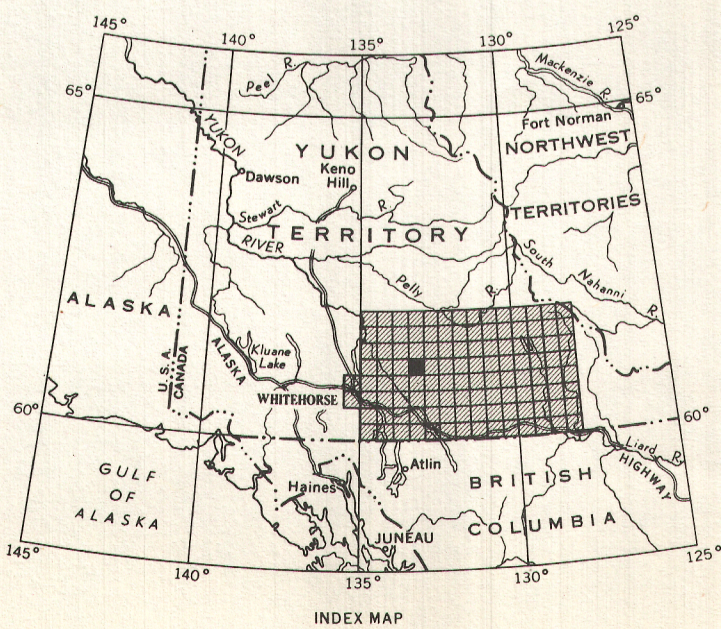 145°
140°
135°
130°
125°
Peel R.
Mackenzie R.
65°
65°
YUKON
Fort Norman
NORTHWEST
YUKON
Keno
Hill
Dawson
TERRITORIES
Stewart R.
TERRITORY
RIVER
South Nahanni R.
Pelly R.
ALASKA
ALASKA
Kluane
Lake
U.S.A.
CANADA
WHITEHORSE
60°
60°
Liard R.
HIGHWAY
Atlin
BRITISH
GULF
OF
ALASKA
Haines
COLUMBIA
JUNEAU
145°
140°
135°
130°
125°
INDEX MAP